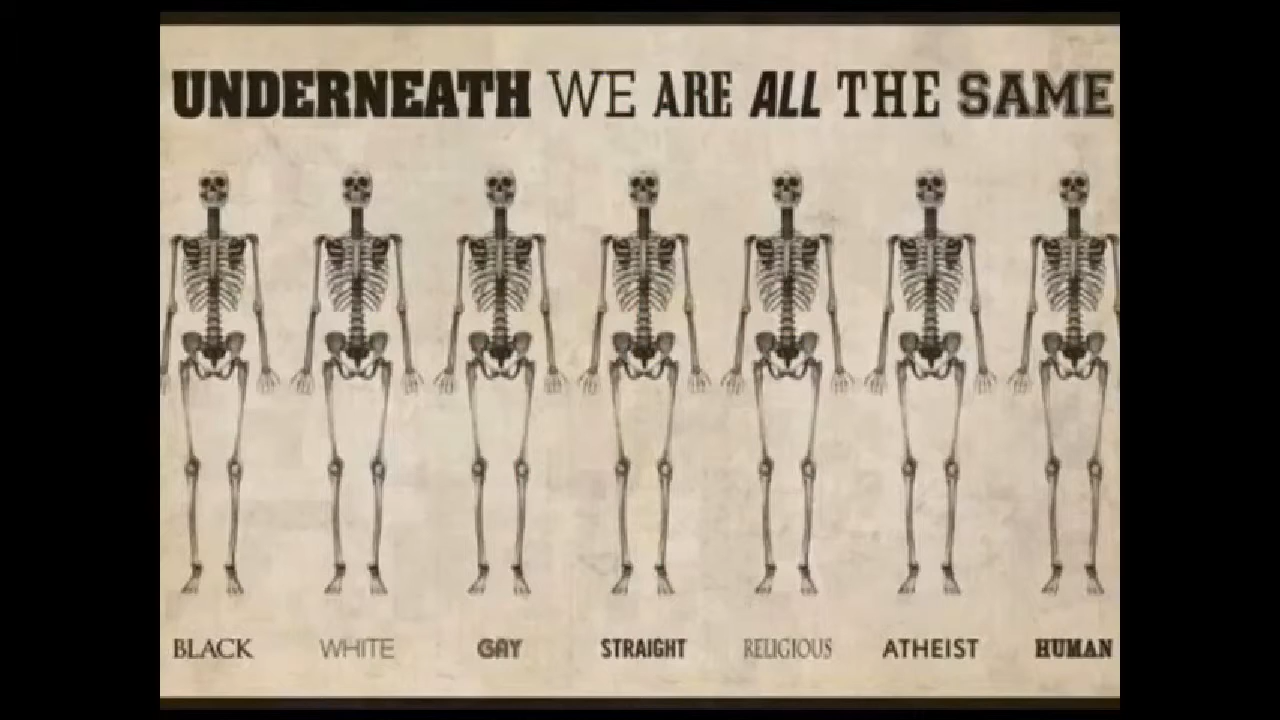 UNDERNEATH WE ARE ALL THE SAME
BLACK WHITE GAY STRAIGHT RELIGIOUS ATHEIST HUMAN